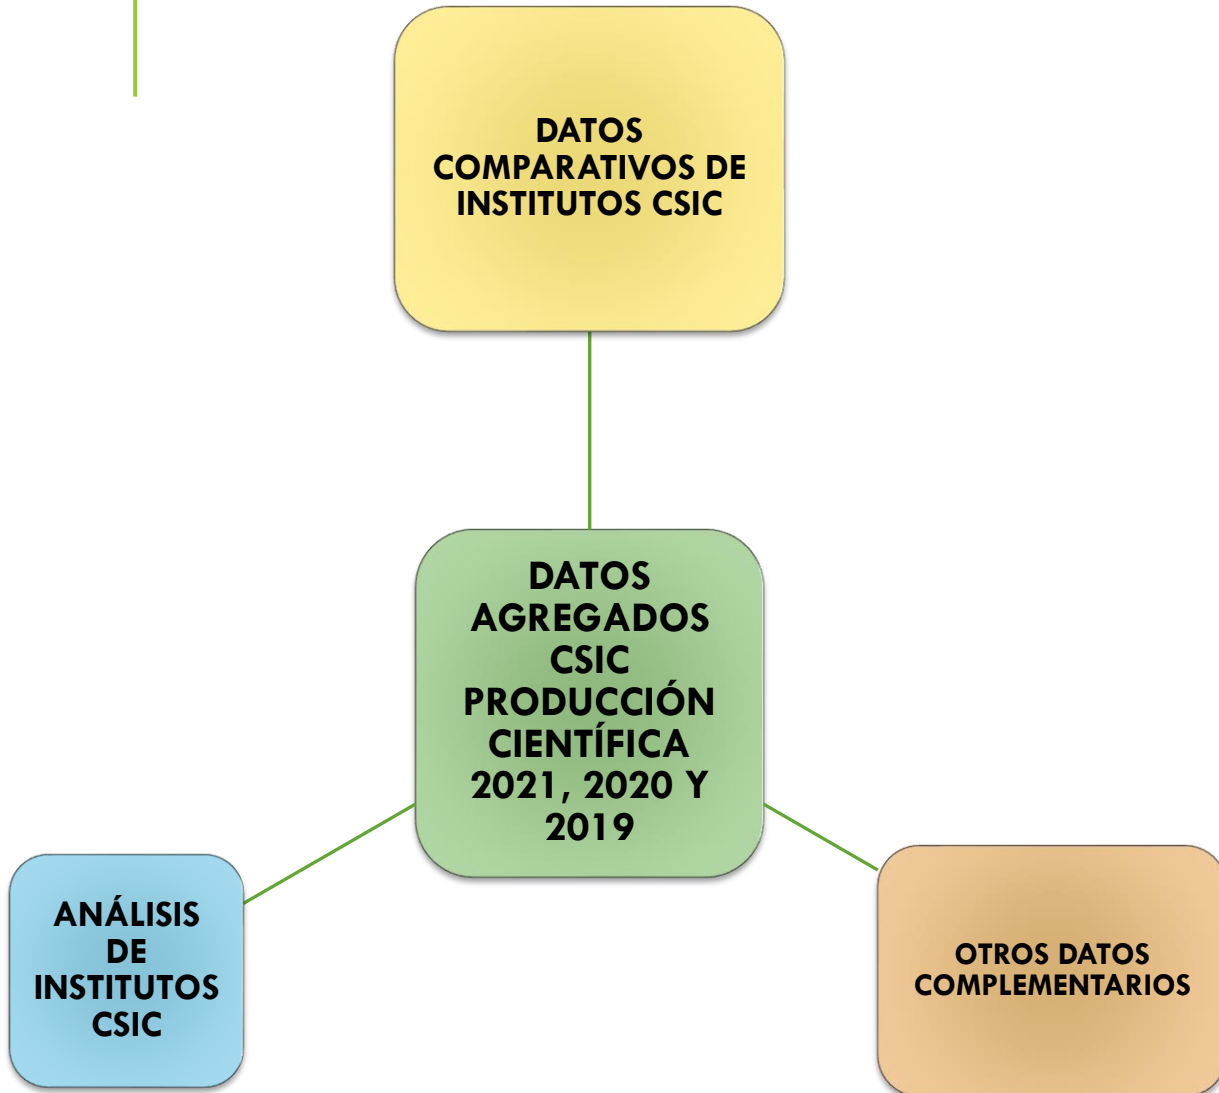 DATOS
COMPARATIVOS DE
INSTITUTOS CSIC
DATOS
AGREGADOS
CSIC
PRODUCCIÓN
CIENTÍFICA
2021, 2020 Y
2019
ANÁLISIS
DE
INSTITUTOS
CSIC
OTROS DATOS
COMPLEMENTARIOS